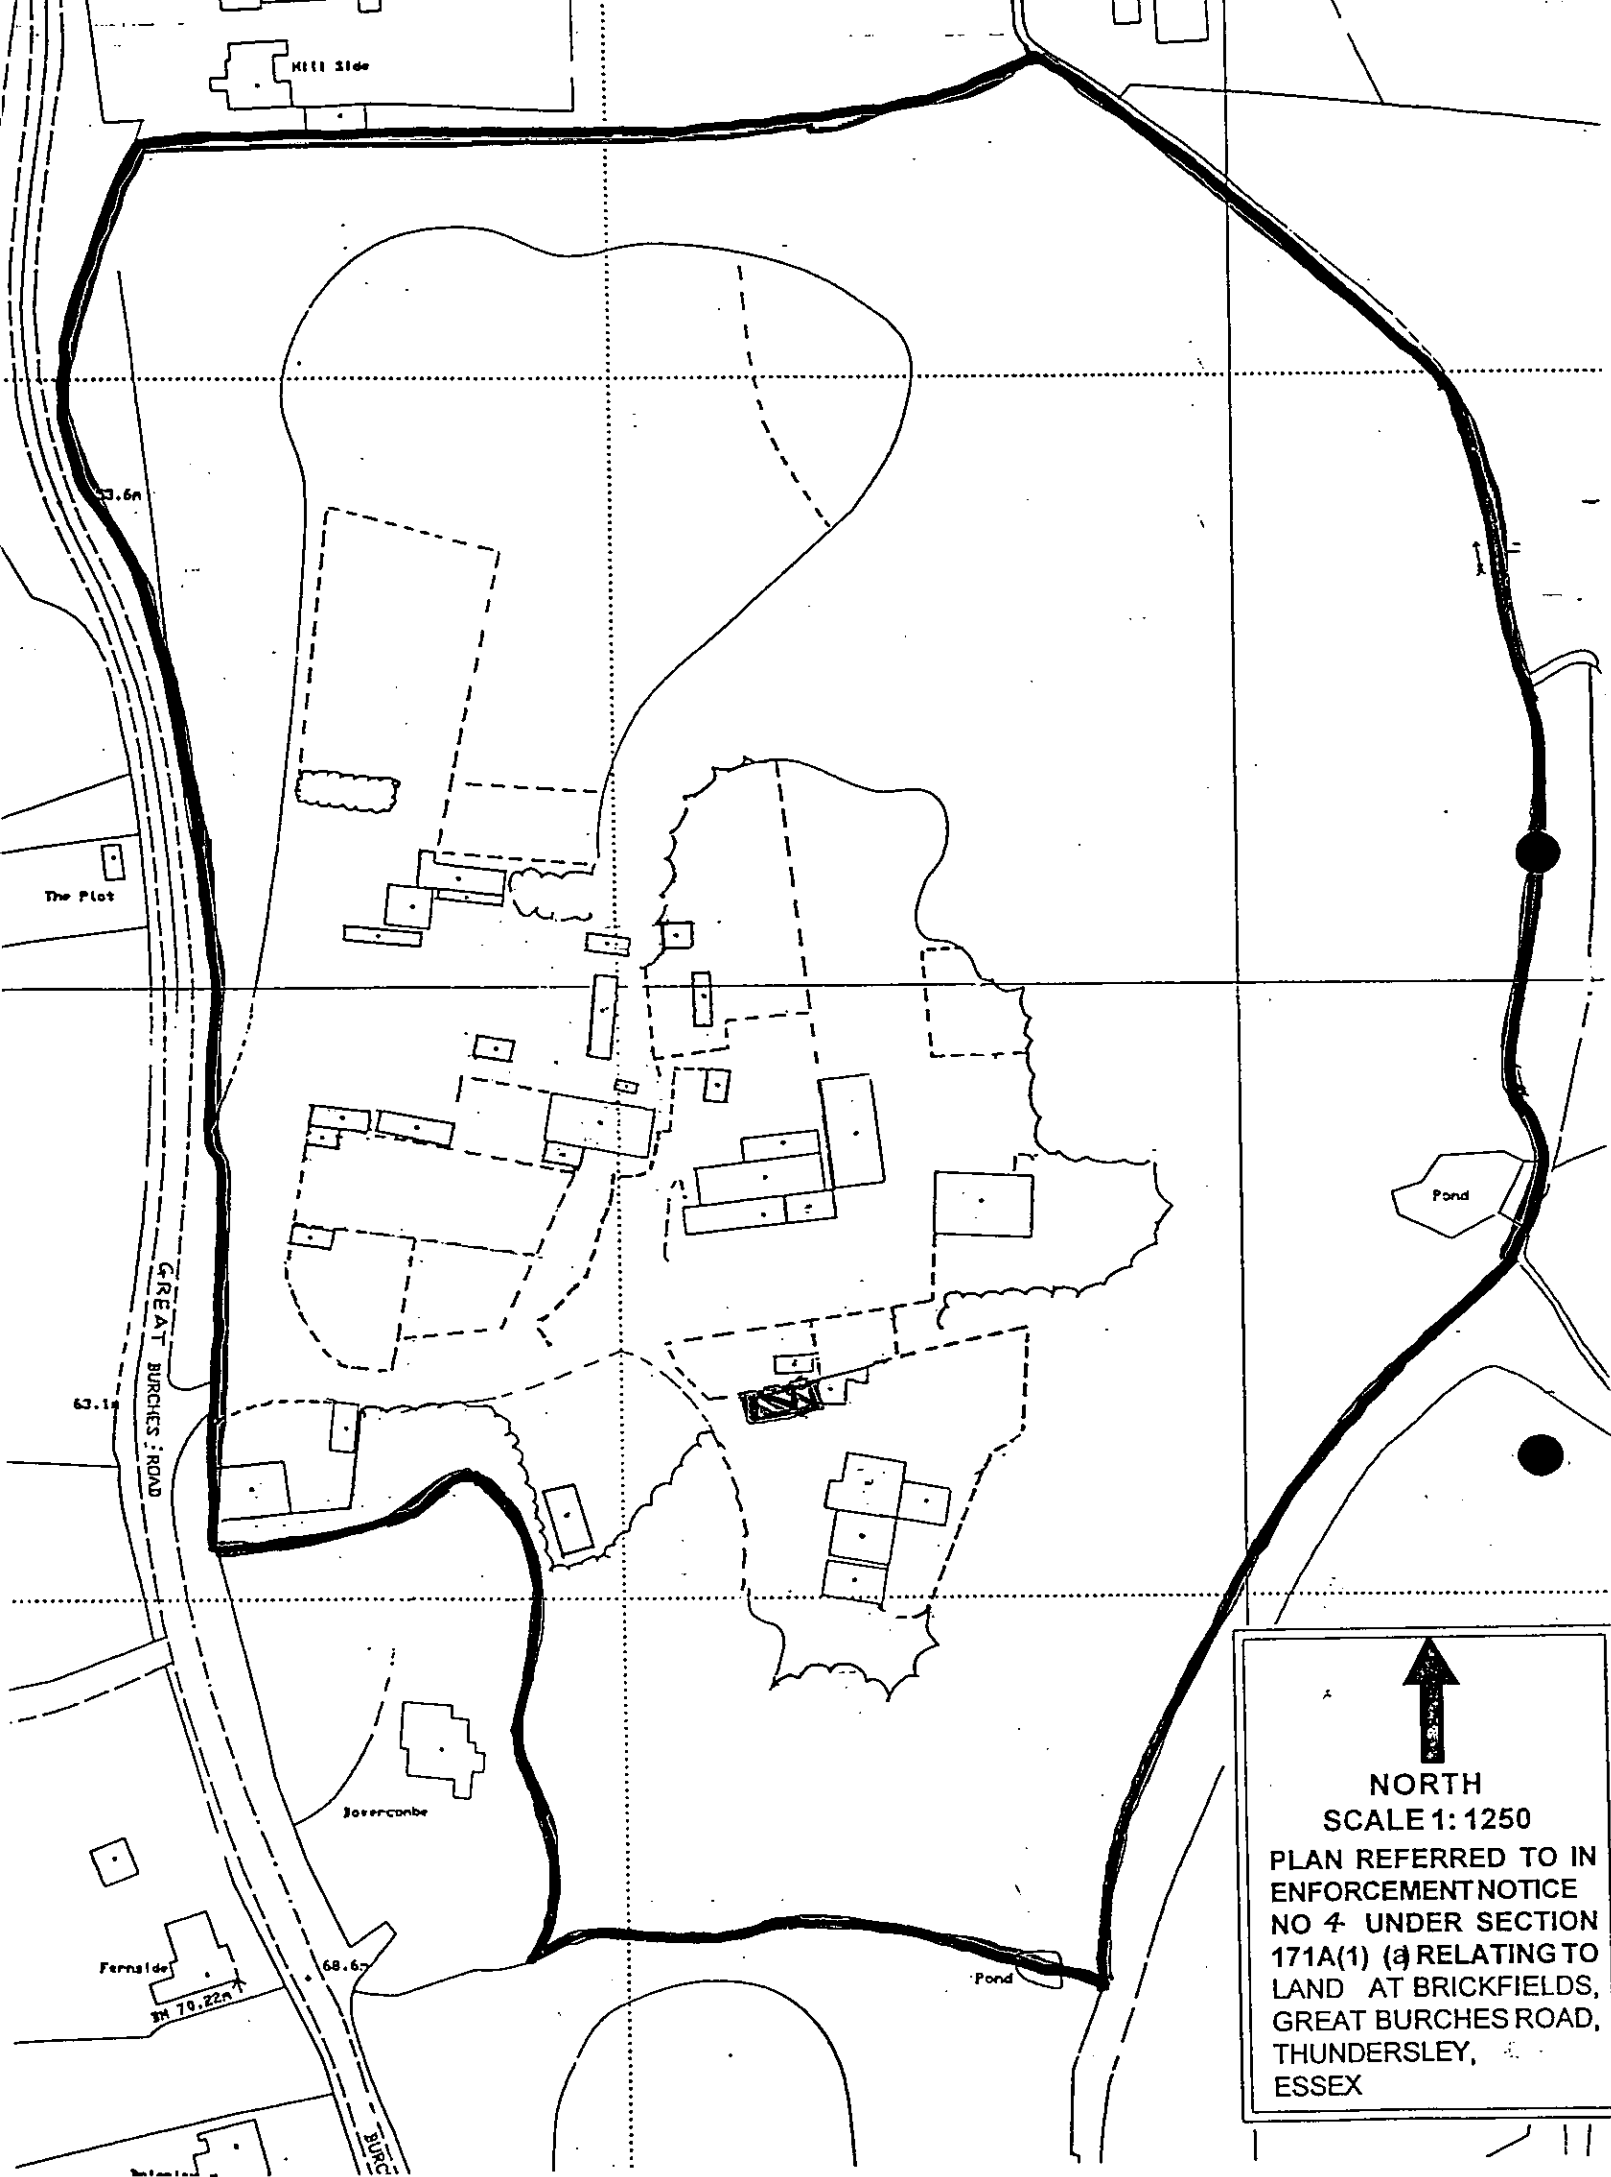 Hill Side
53.6m
The Plot
Pond
GREAT BURCHES ROAD
63.1m
Dovercombe
Fernside
BM 70.22m
68.6m
Pond
BURC
NORTH
SCALE 1:1250
PLAN REFERRED TO IN
ENFORCEMENT NOTICE
NO 4 UNDER SECTION
171A(1) (a) RELATING TO
LAND AT BRICKFIELDS,
GREAT BURCHES ROAD,
THUNDERSLEY,
ESSEX